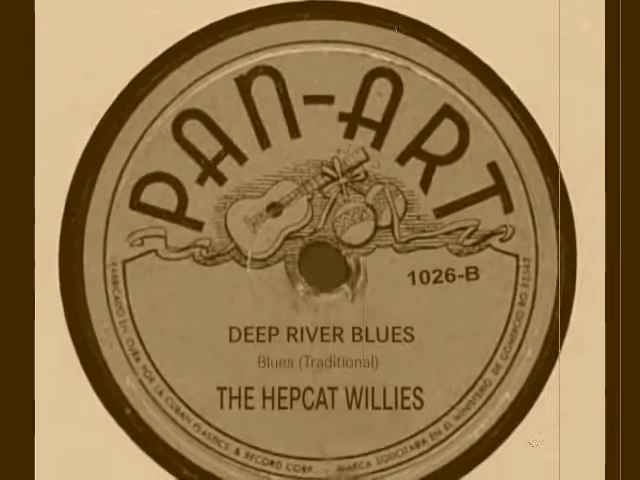 PAN-ART
1026-B
DEEP RIVER BLUES
Blues (Traditional)
THE HEPCAT WILLIES
FABRICADO EN CUBA POR LA CUBAN PLASTICS & RECORD CORP. - MARCA SOLICITADA EN EL MINISTERIO DE COMERCIO